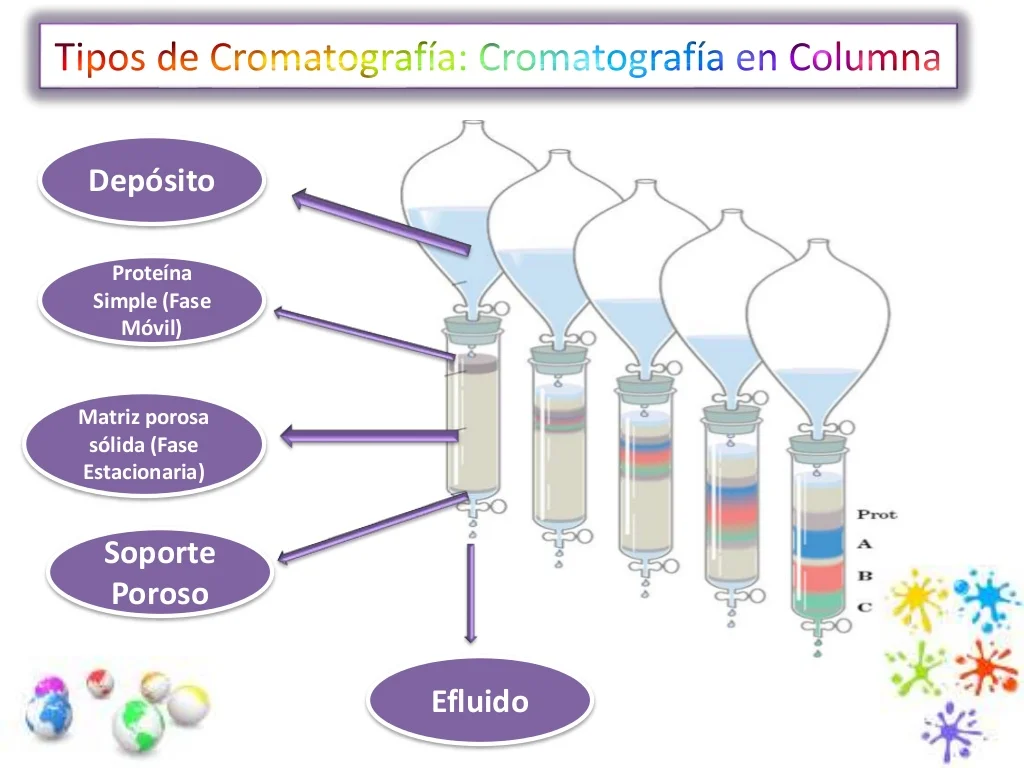 Tipos de Cromatografía: Cromatografía en Columna
Depósito
Proteína
Simple (Fase
Móvil)
Matriz porosa
sólida (Fase
Estacionaria)
Soporte
Poroso
Efluido
Prot
A
B
C